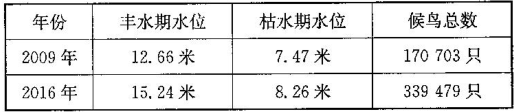 年份 丰水期水位 枯水期水位 候鸟总数
2009年 12.66米 7.47米 170 703只
2016年 15.24米 8.26米 339 479只